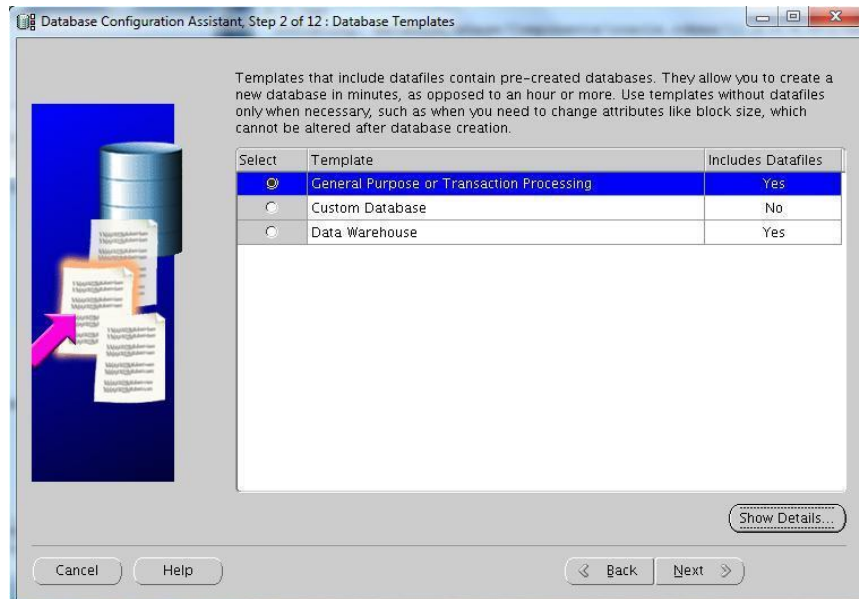 Database Configuration Assistant, Step 2 of 12 : Database Templates
Templates that include datafiles contain pre-created databases. They allow you to create a
new database in minutes, as opposed to an hour or more. Use templates without datafiles
only when necessary, such as when you need to change attributes like block size, which
cannot be altered after database creation.
Select Template Includes Datafiles
General Purpose or Transaction Processing Yes
Custom Database No
Data Warehouse Yes
Show Details...
Cancel Help Back Next